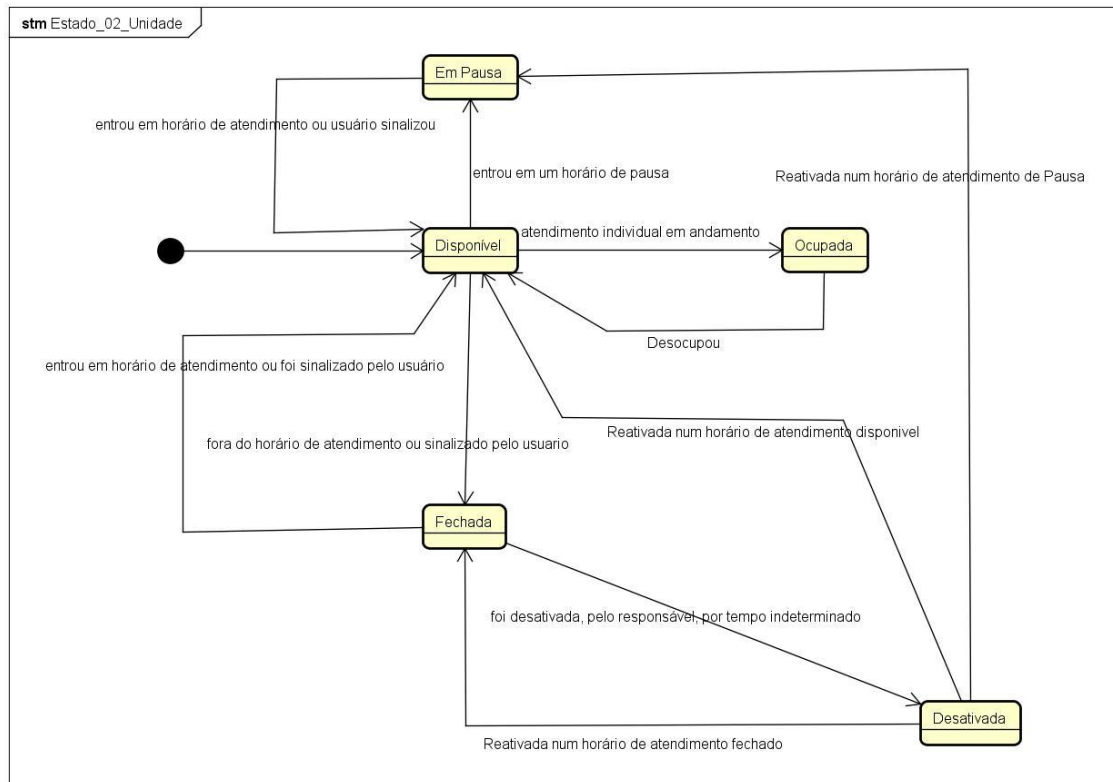 stm Estado_02_Unidade
Em Pausa
entrou em horário de atendimento ou usuário sinalizou
entrou em um horário de pausa
Reativada num horário de atendimento de Pausa
Disponível
atendimento individual em andamento
Ocupada
Desocupou
entrou em horário de atendimento ou foi sinalizado pelo usuário
Reativada num horário de atendimento disponivel
fora do horário de atendimento ou sinalizado pelo usuario
Fechada
foi desativada, pelo responsável, por tempo indeterminado
Desativada
Reativada num horário de atendimento fechado